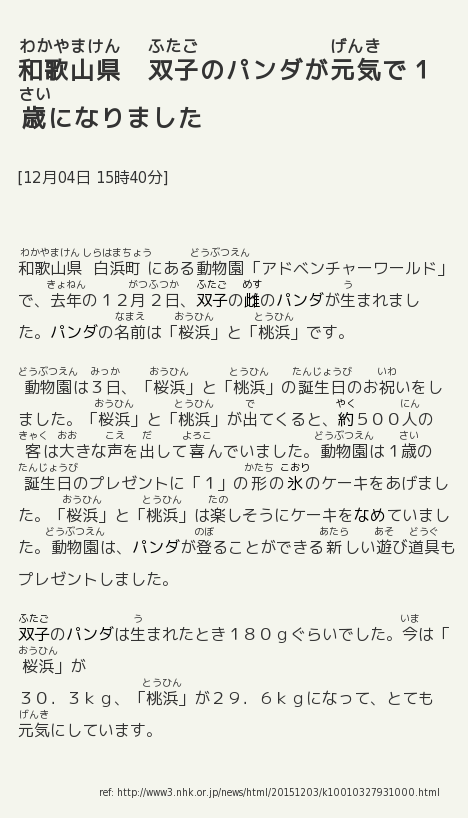 わかやまけん ふたご げんき
和歌山県　双子のパンダが元気で１
さい
歳になりました
[12月04日 15時40分]
わかやまけん しらはまちょう どうぶつえん
和歌山県 白浜町 にある動物園「アドベンチャーワールド」
きょねん がつふつか ふたご めす う
で、去年の１２月２日、双子の雌のパンダが生まれまし
なまえ おうひん とうひん
た。パンダの名前は「桜浜」と「桃浜」です。
どうぶつえん みっか おうひん とうひん たんじょうび いわ
動物園は３日、「桜浜」と「桃浜」の誕生日のお祝いをし
おうひん とうひん で やく にん
ました。「桜浜」と「桃浜」が出てくると、約５００人の
きゃく おお こえ だ よろこ どうぶつえん さい
客は大きな声を出して喜んでいました。動物園は１歳の
たんじょうび かたち こおり
誕生日のプレゼントに「１」の形の氷のケーキをあげまし
おうひん とうひん たの
た。「桜浜」と「桃浜」は楽しそうにケーキをなめていまし
どうぶつえん のぼ あたら あそ どうぐ
た。動物園は、パンダが登ることができる新しい遊び道具も
プレゼントしました。
ふたご う いま
双子のパンダは生まれたとき１８０ｇぐらいでした。今は「
おうひん
桜浜」が
とうひん
３０．３ｋｇ、「桃浜」が２９．６ｋｇになって、とても
げんき
元気にしています。
ref: http://www3.nhk.or.jp/news/html/20151203/k10010327931000.html